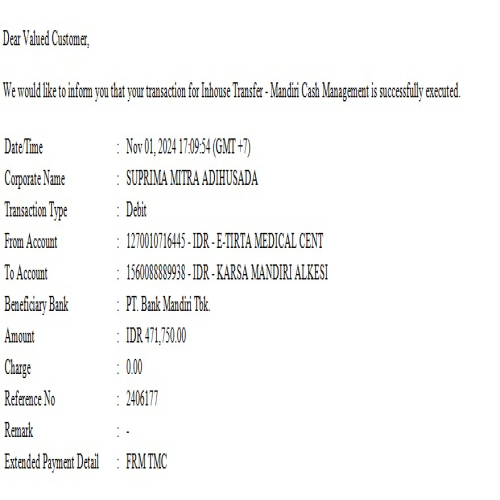 Dear Valued Customer,
We would like to inform you that your transaction for Inhouse Transfer - Mandiri Cash Management is successfully executed.
Date/Time : Nov 01, 2024 17:09:54 (GMT +7)
Corporate Name : SUPRIMA MITRA ADIHUSADA
Transaction Type : Debit
From Account : 1270010716445 - IDR - E-TIRTA MEDICAL CENT
To Account : 1560088889938 - IDR - KARSA MANDIRI ALKESI
Beneficiary Bank : PT. Bank Mandiri Tbk.
Amount : IDR 471,750.00
Charge : 0.00
Reference No : 2406177
Remark : -
Extended Payment Detail : FRM TMC